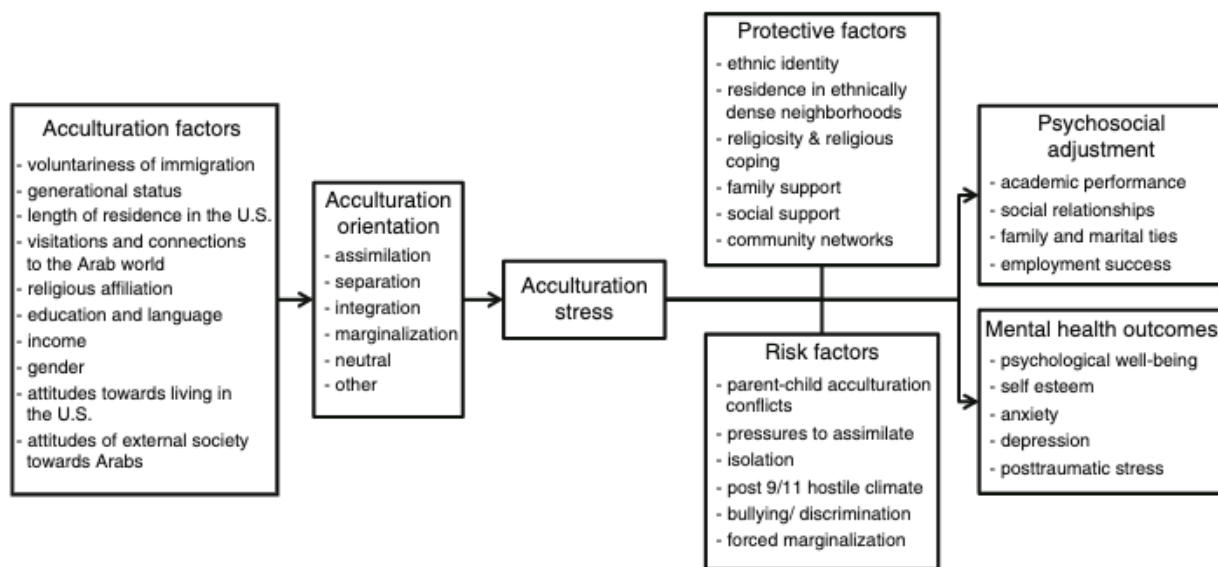 Acculturation factors
- voluntariness of immigration
- generational status
- length of residence in the U.S.
- visitations and connections
to the Arab world
- religious affiliation
- education and language
- income
- gender
- attitudes towards living in
the U.S.
- attitudes of external society
towards Arabs
Acculturation
orientation
- assimilation
- separation
- integration
- marginalization
- neutral
- other
Acculturation
stress
Protective factors
- ethnic identity
- residence in ethnically
dense neighborhoods
- religiosity & religious
coping
- family support
- social support
- community networks
Risk factors
- parent-child acculturation
conflicts
- pressures to assimilate
- isolation
- post 9/11 hostile climate
- bullying/ discrimination
- forced marginalization
Psychosocial
adjustment
- academic performance
- social relationships
- family and marital ties
- employment success
Mental health outcomes
- psychological well-being
- self esteem
- anxiety
- depression
- posttraumatic stress